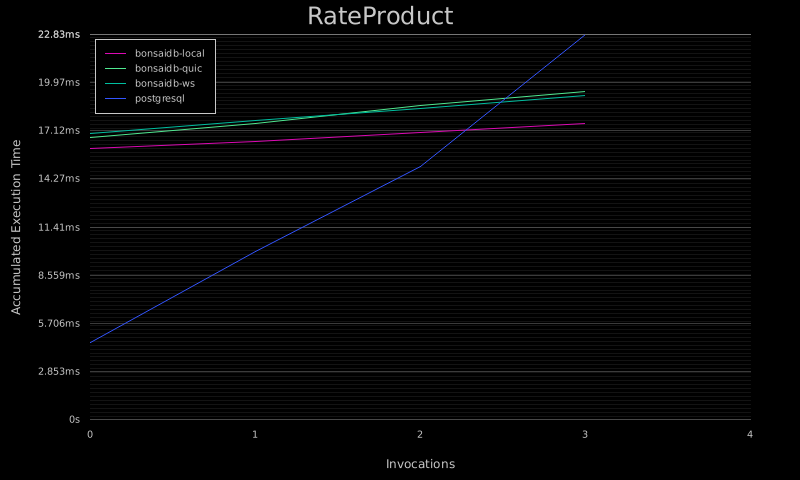 RateProduct
22.83ms
19.97ms
17.12ms
14.27ms
11.41ms
8.559ms
5.706ms
2.853ms
0s
Accumulated Execution Time
bonsaidb-local
bonsaidb-quic
bonsaidb-ws
postgresql
0 1 2 3 4
Invocations